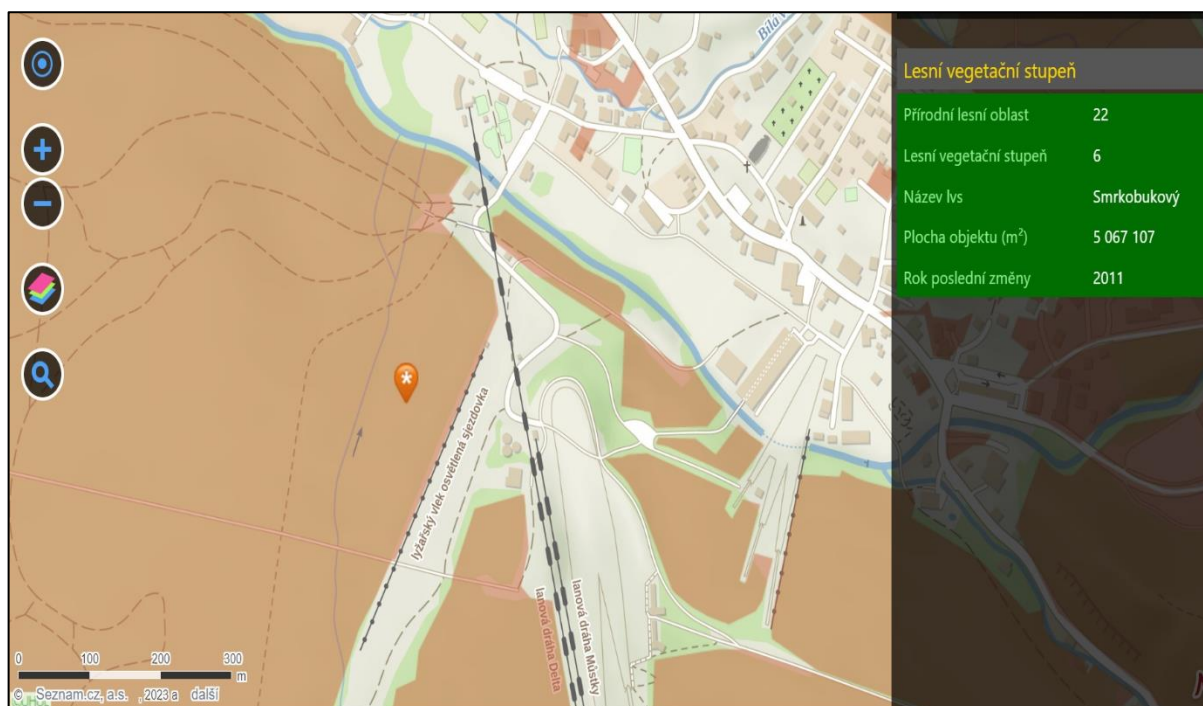 Bílá
lyžařský vlek osvětlená sjezdovka
lanová dráha Delta
lanová dráha Můstky
0 100 200 300
m
© Seznam.cz, a.s. , 2023 a další
Lesní vegetační stupeň
Přírodní lesní oblast 22
Lesní vegetační stupeň 6
Název lvs Smrkobukový
Plocha objektu (m²) 5 067 107
Rok poslední změny 2011